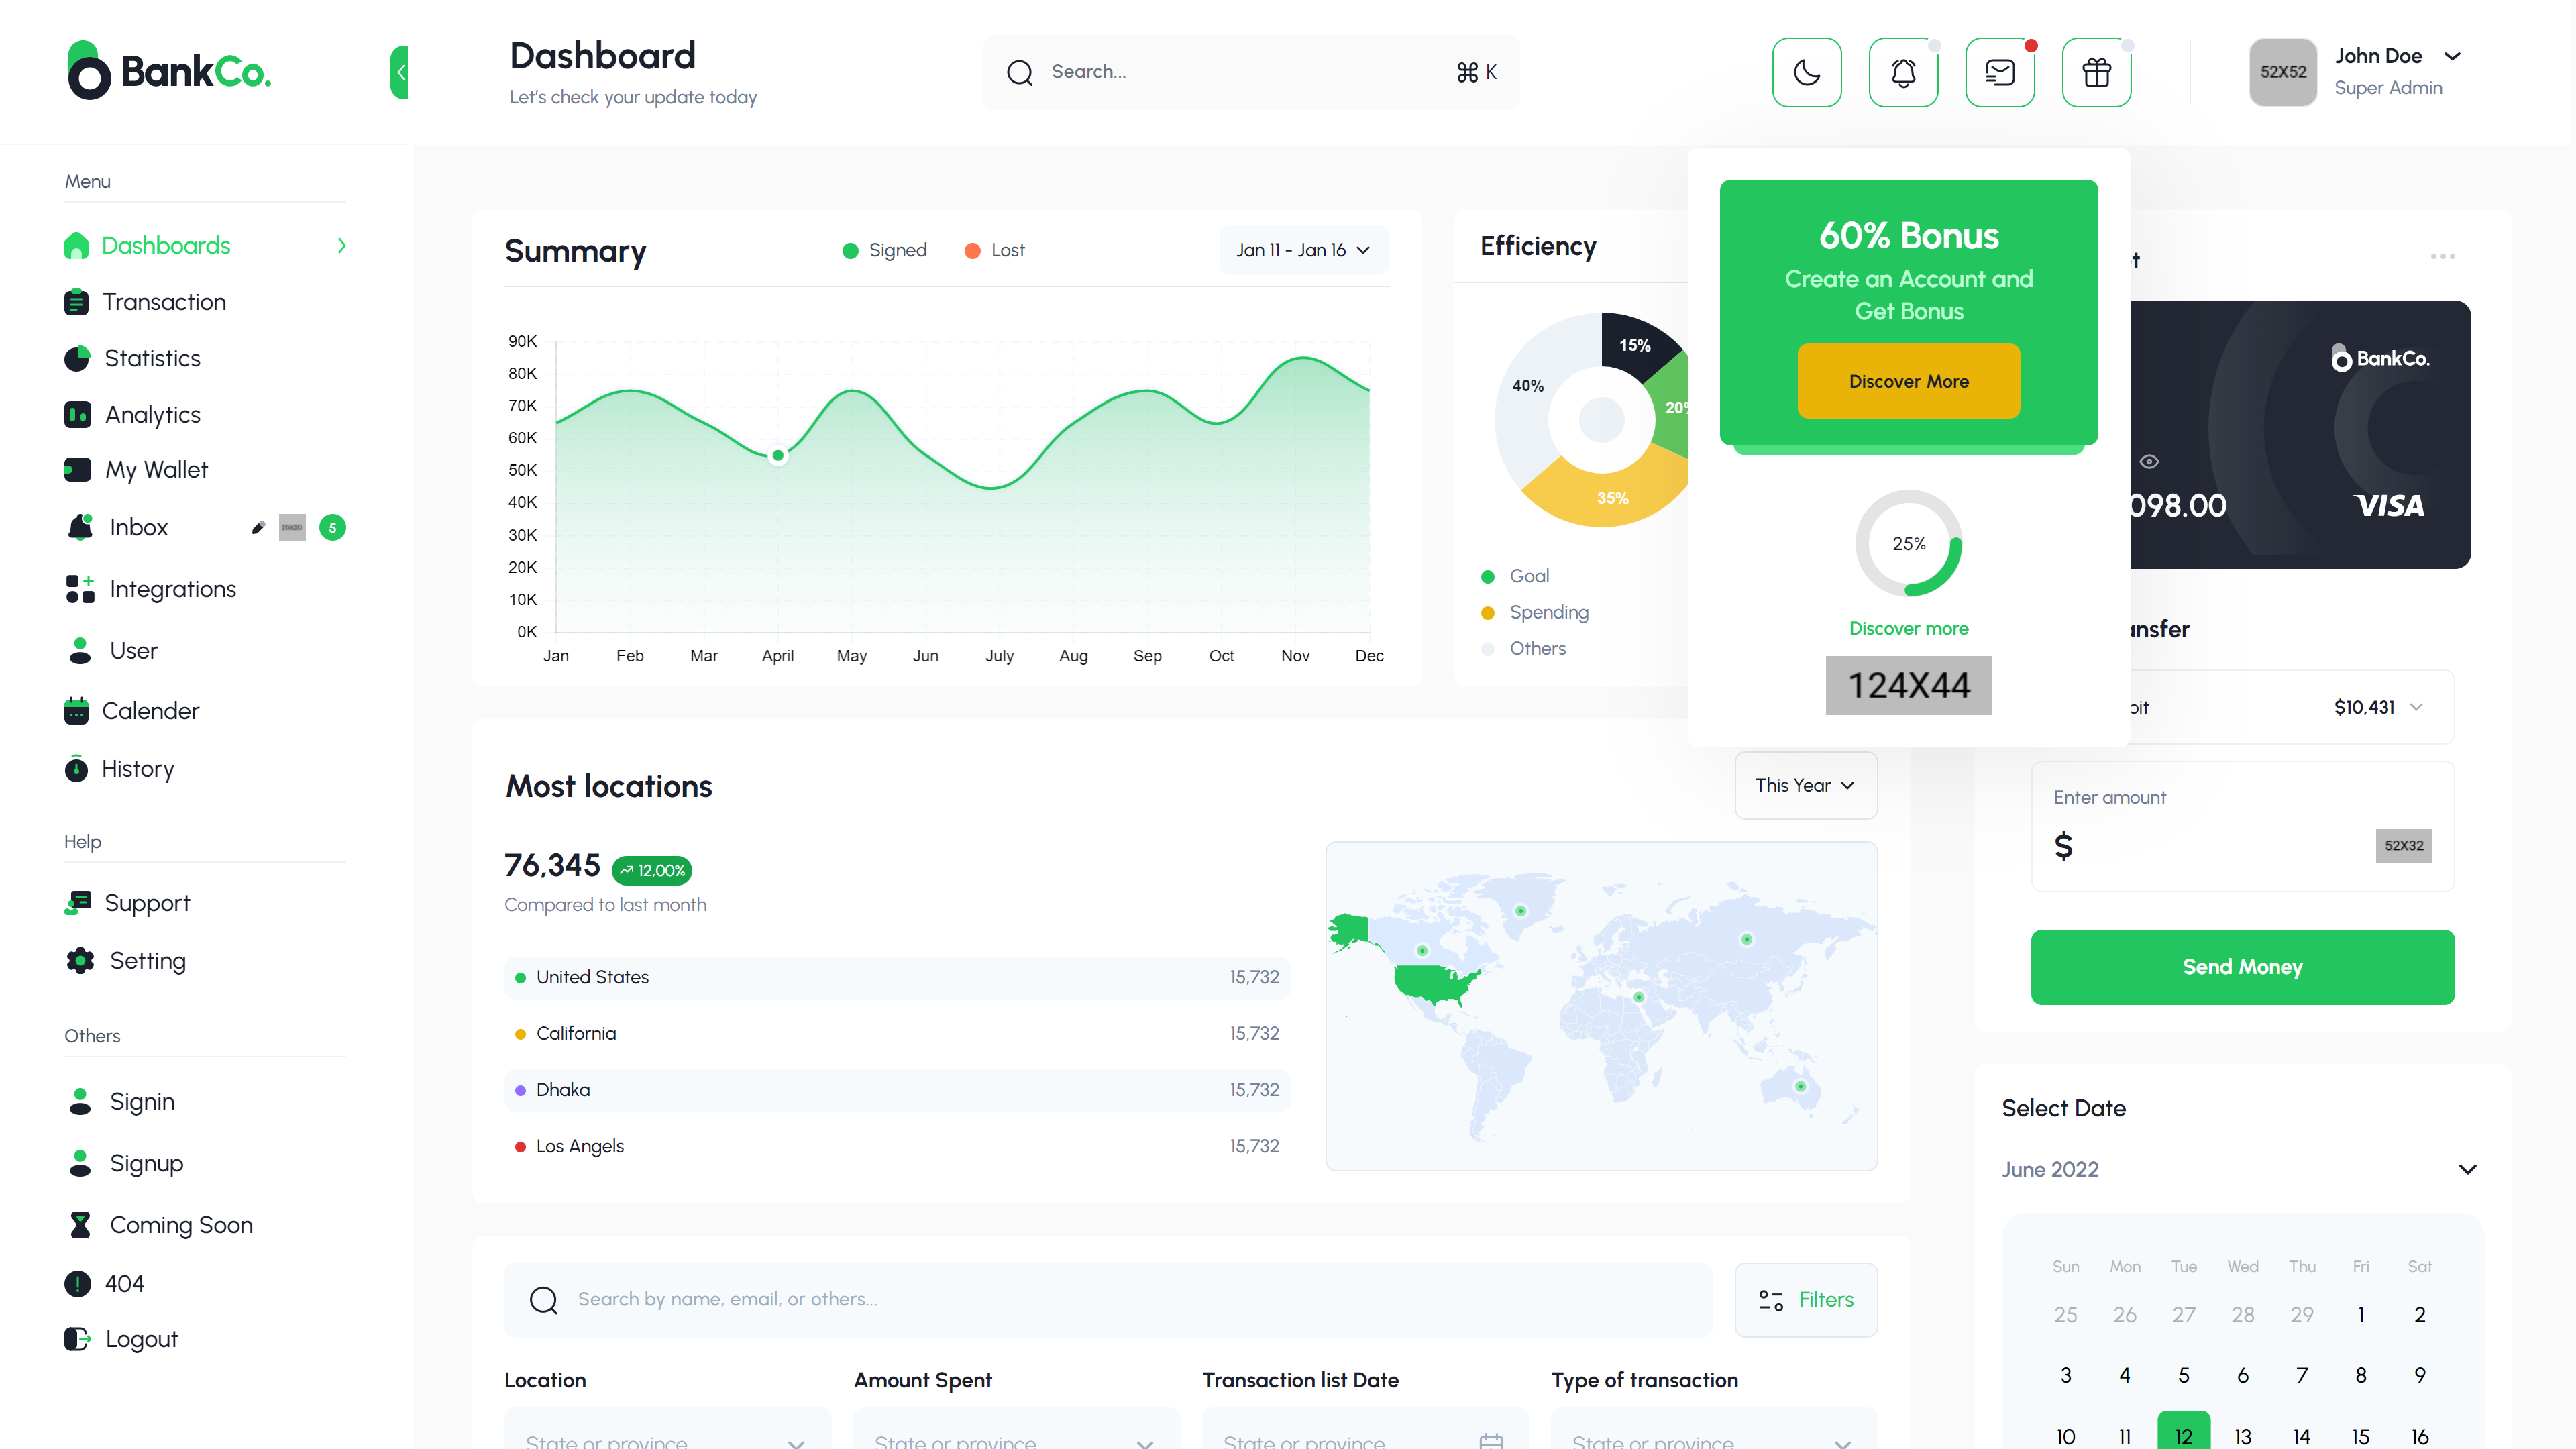 BankCo.
Dashboard
Let's check your update today
Search...
⌘ K
52X52
John Doe
Super Admin
Menu
Dashboards
Transaction
Statistics
Analytics
My Wallet
Inbox
20X20
5
Integrations
User
Calender
History
Help
Support
Setting
Others
Signin
Signup
Coming Soon
404
Logout
Summary
Signed
Lost
Jan 11 - Jan 16
90K
80K
70K
60K
50K
40K
30K
20K
10K
0K
Jan Feb Mar April May Jun July Aug Sep Oct Nov Dec
Efficiency
15%
40%
20%
35%
Goal
Spending
Others
60% Bonus
Create an Account and
Get Bonus
Discover More
25%
Discover more
124X44
t
BankCo.
098.00
VISA
ansfer
bit
$10,431
Enter amount
$
52X32
Send Money
Most locations
This Year
76,345
12,00%
Compared to last month
United States 15,732
California 15,732
Dhaka 15,732
Los Angels 15,732
Select Date
June 2022
Sun Mon Tue Wed Thu Fri Sat
25 26 27 28 29 1 2
3 4 5 6 7 8 9
10 11 12 13 14 15 16
Search by name, email, or others...
Filters
Location
Amount Spent
Transaction list Date
Type of transaction
State or province
State or province
State or province
State or province